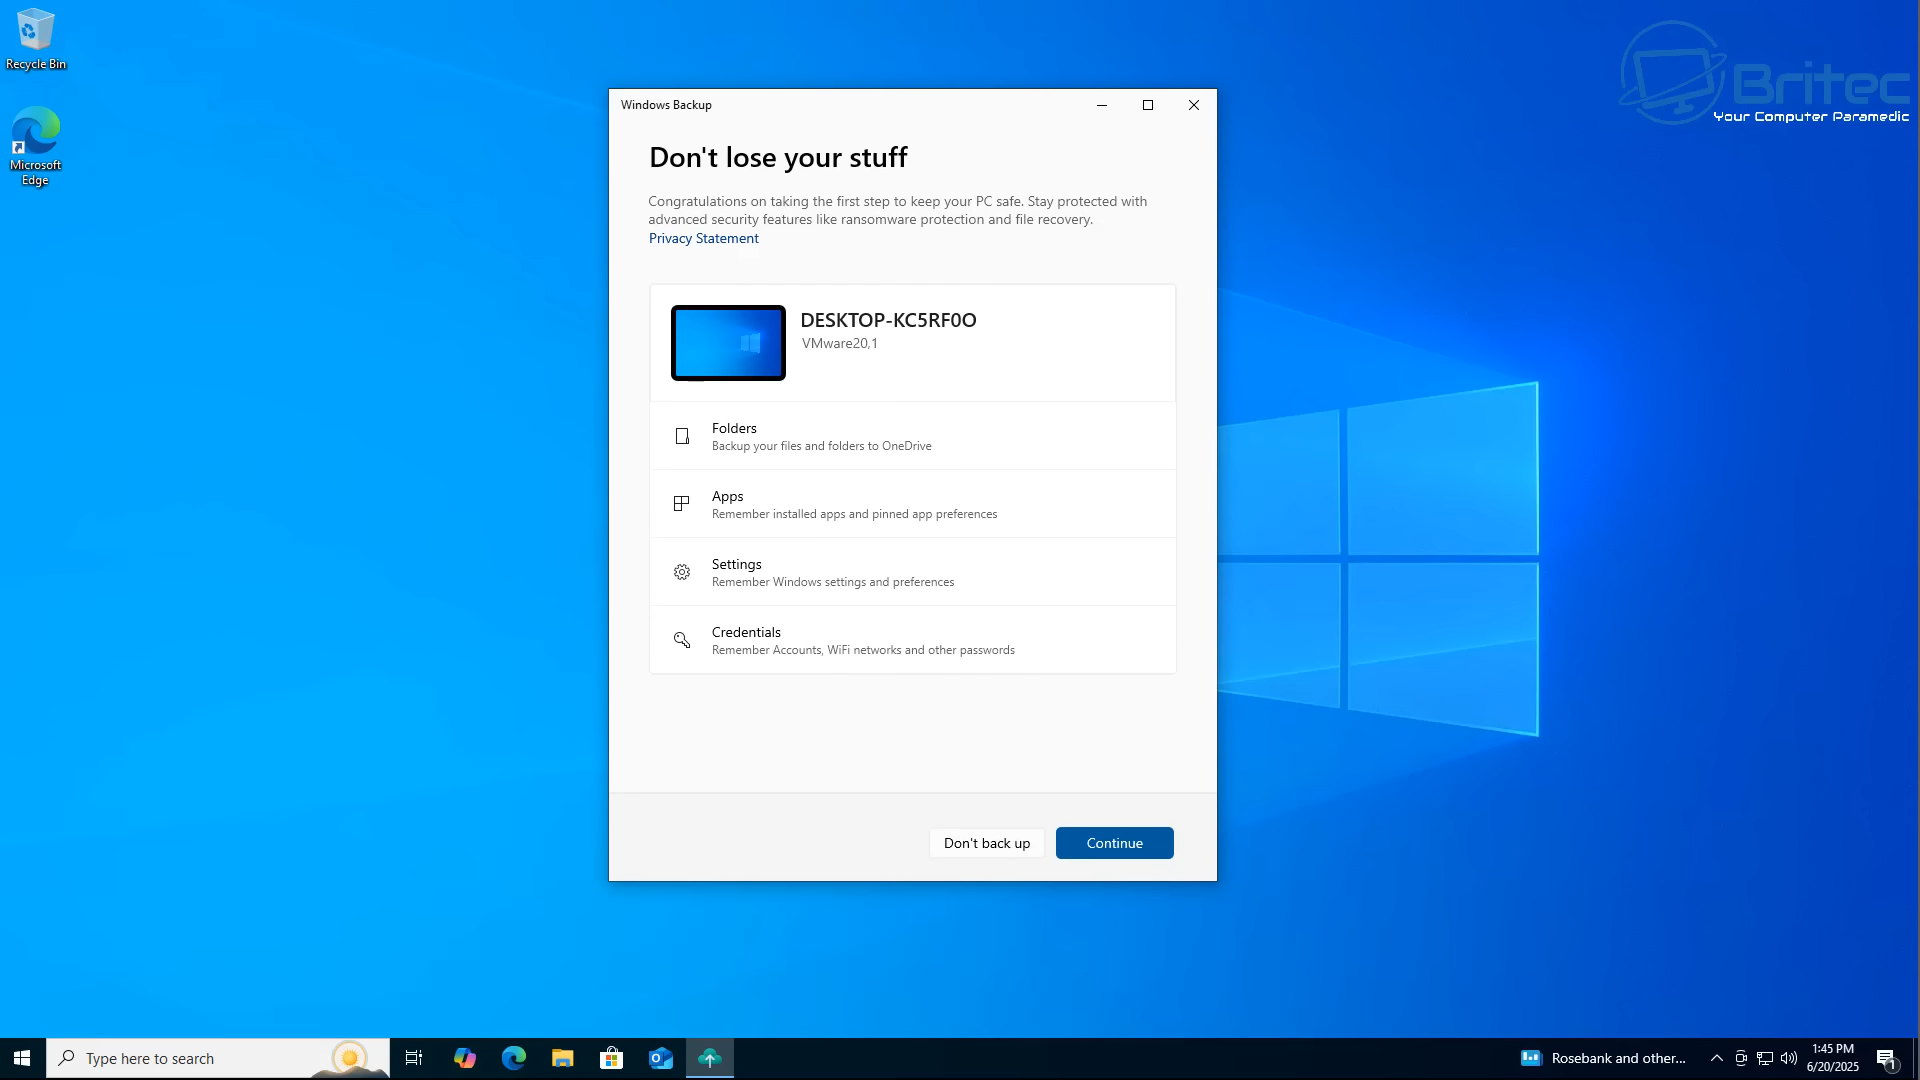 Recycle Bin
Microsoft
Edge
Britec
Your Computer Paramedic
Windows Backup
Don't lose your stuff
Congratulations on taking the first step to keep your PC safe. Stay protected with
advanced security features like ransomware protection and file recovery.
Privacy Statement
DESKTOP-KC5RF0O
VMware20,1
Folders
Backup your files and folders to OneDrive
Apps
Remember installed apps and pinned app preferences
Settings
Remember Windows settings and preferences
Credentials
Remember Accounts, WiFi networks and other passwords
Don't back up
Continue
Type here to search
Rosebank and other...
1:45 PM
6/20/2025
1